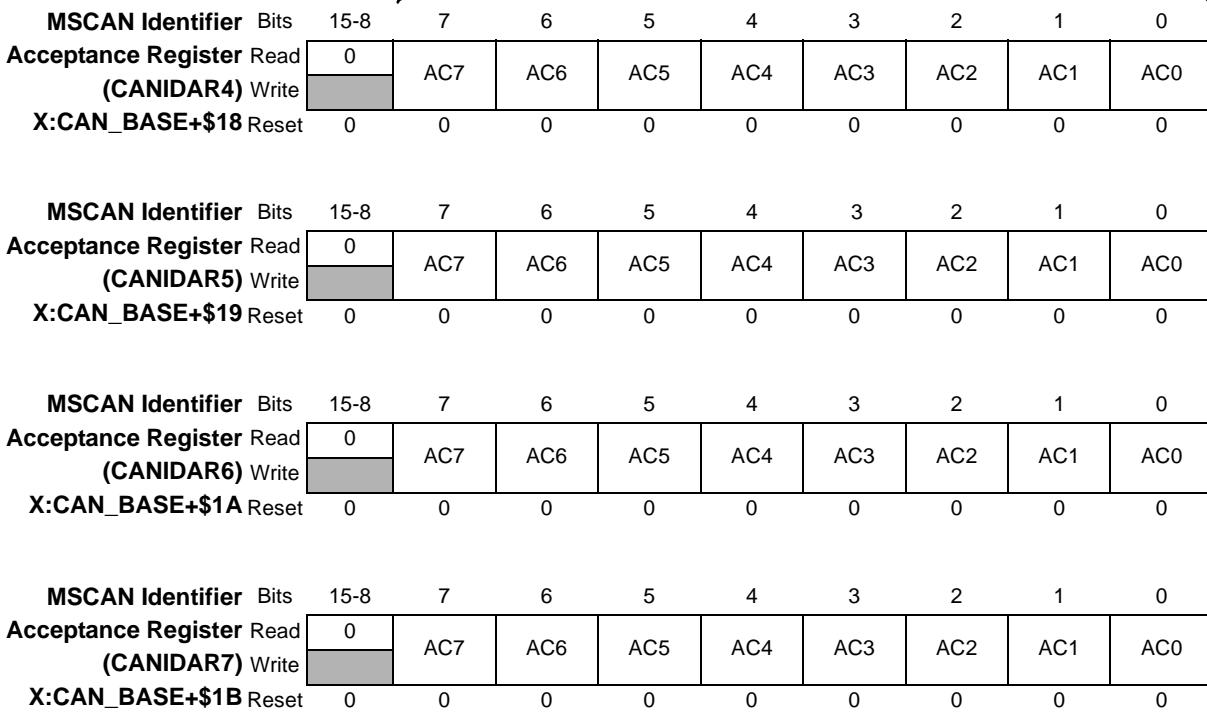 MSCAN Identifier Bits 15-8 7 6 5 4 3 2 1 0
Acceptance Register Read 0 AC7 AC6 AC5 AC4 AC3 AC2 AC1 AC0
(CANIDAR4) Write
X:CAN_BASE+$18 Reset 0 0 0 0 0 0 0 0 0
MSCAN Identifier Bits 15-8 7 6 5 4 3 2 1 0
Acceptance Register Read 0 AC7 AC6 AC5 AC4 AC3 AC2 AC1 AC0
(CANIDAR5) Write
X:CAN_BASE+$19 Reset 0 0 0 0 0 0 0 0 0
MSCAN Identifier Bits 15-8 7 6 5 4 3 2 1 0
Acceptance Register Read 0 AC7 AC6 AC5 AC4 AC3 AC2 AC1 AC0
(CANIDAR6) Write
X:CAN_BASE+$1A Reset 0 0 0 0 0 0 0 0 0
MSCAN Identifier Bits 15-8 7 6 5 4 3 2 1 0
Acceptance Register Read 0 AC7 AC6 AC5 AC4 AC3 AC2 AC1 AC0
(CANIDAR7) Write
X:CAN_BASE+$1B Reset 0 0 0 0 0 0 0 0 0